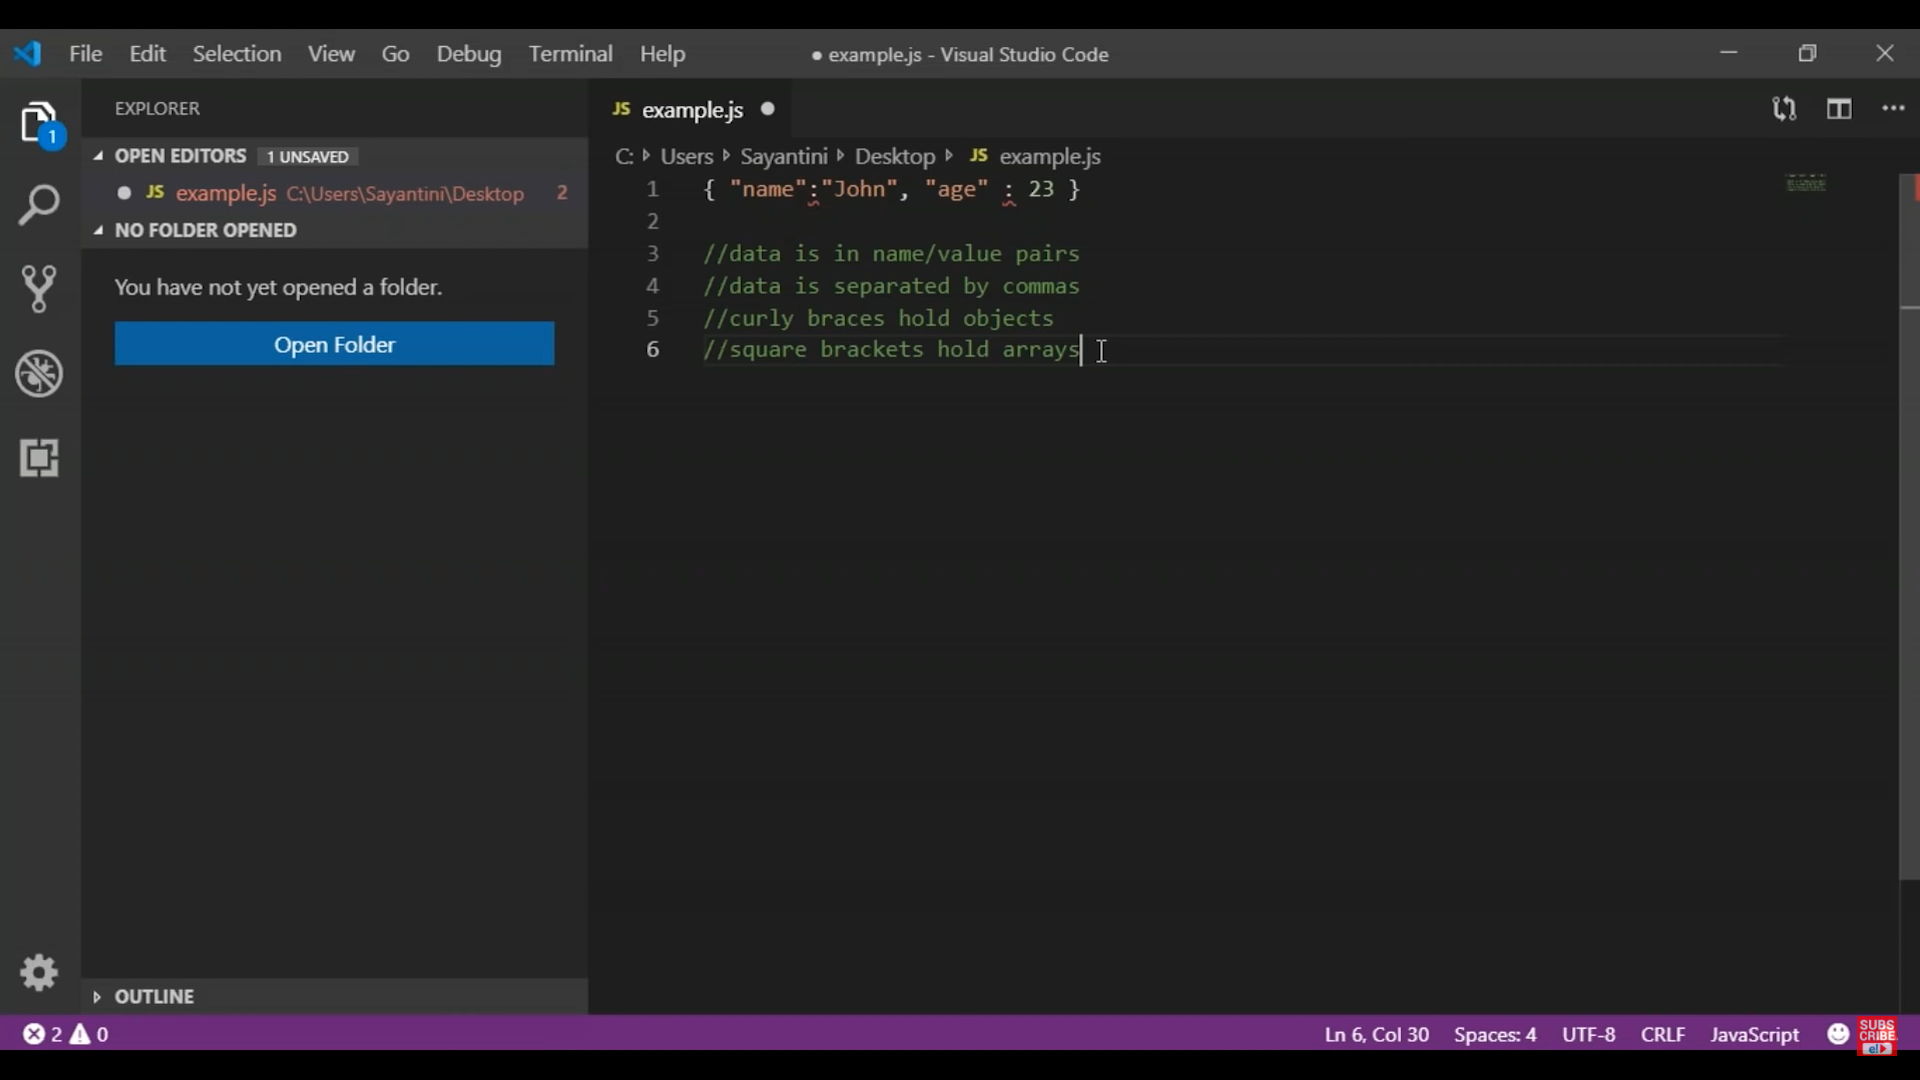 File Edit Selection View Go Debug Terminal Help ● example.js - Visual Studio Code
EXPLORER
OPEN EDITORS 1 UNSAVED
JS example.js C:\Users\Sayantini\Desktop 2
NO FOLDER OPENED
You have not yet opened a folder.
Open Folder
OUTLINE
1
JS example.js
C: Users Sayantini Desktop JS example.js
1 { "name":"John", "age" : 23 }
2
3 //data is in name/value pairs
4 //data is separated by commas
5 //curly braces hold objects
6 //square brackets hold arrays
2 0 Ln 6, Col 30 Spaces: 4 UTF-8 CRLF JavaScript
SUBS
CRIBE
e!